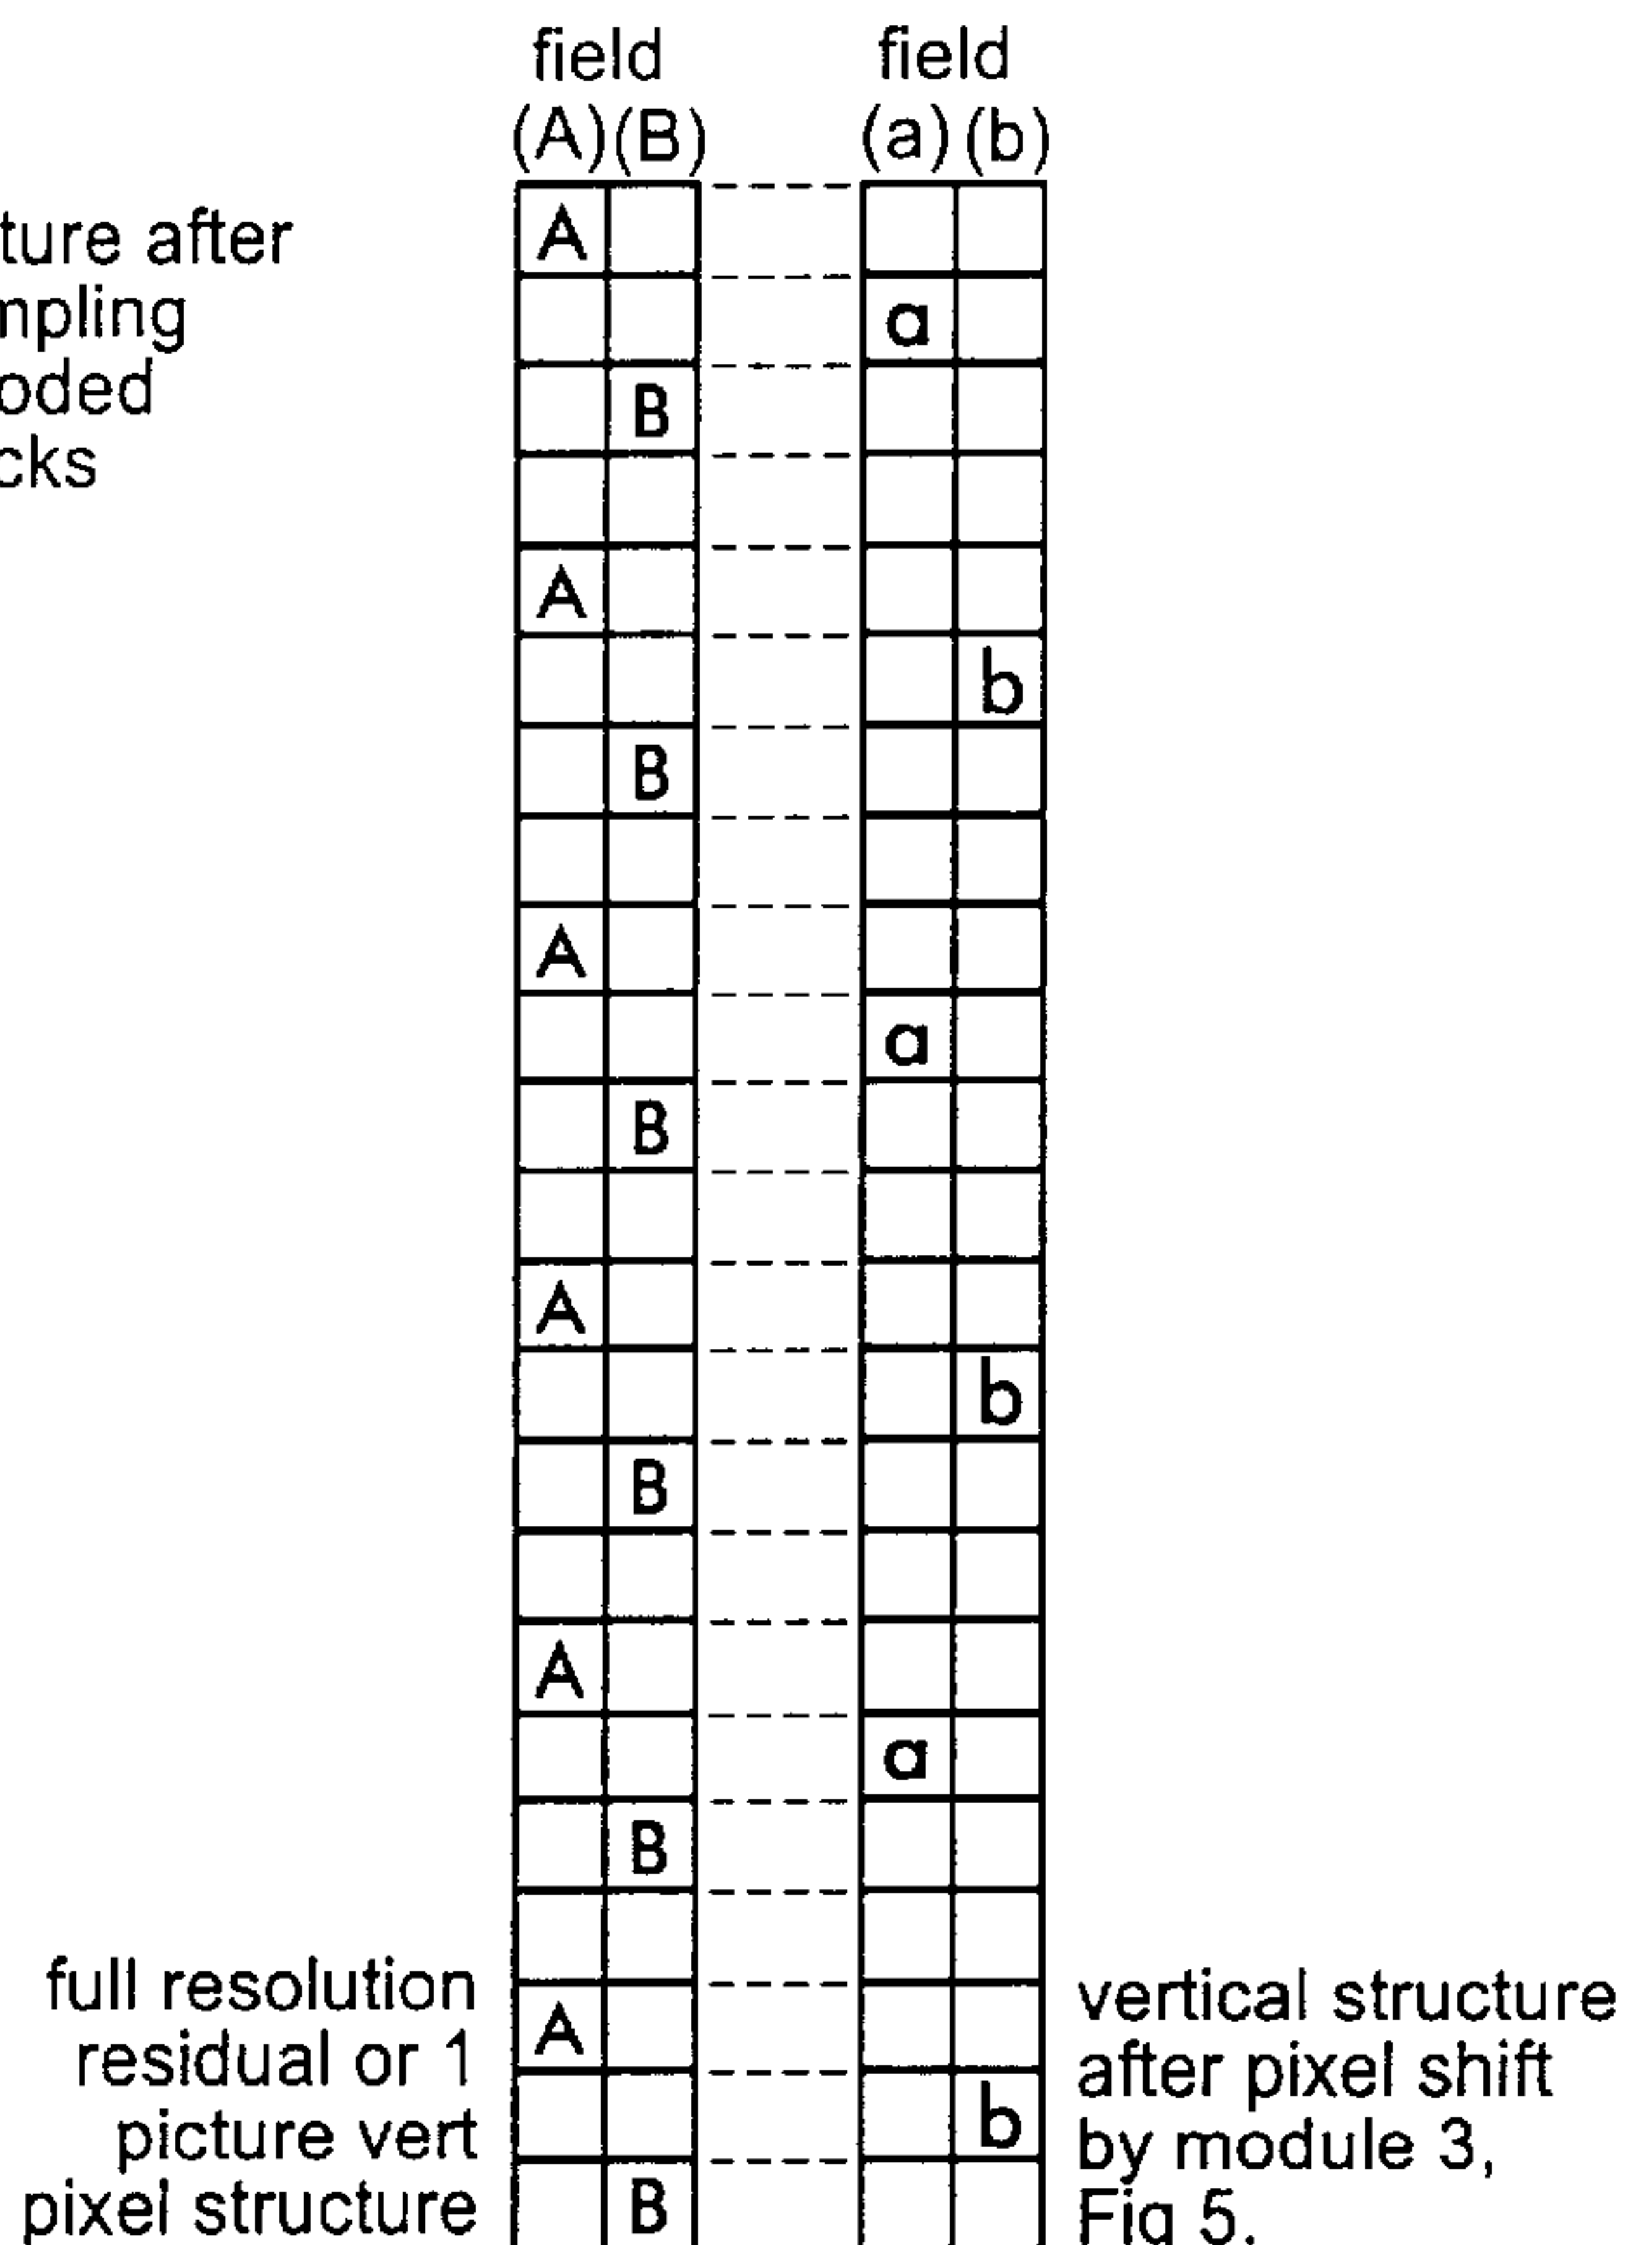 field field
(A)(B) (a)(b)
ture after
mpling
oded
cks
A
a
B
A
b
B
A
a
B
A
b
B
A
a
B
A
b
B
full resolution
residual or 1
picture vert
pixel structure
vertical structure
after pixel shift
by module 3,
Fig 5.